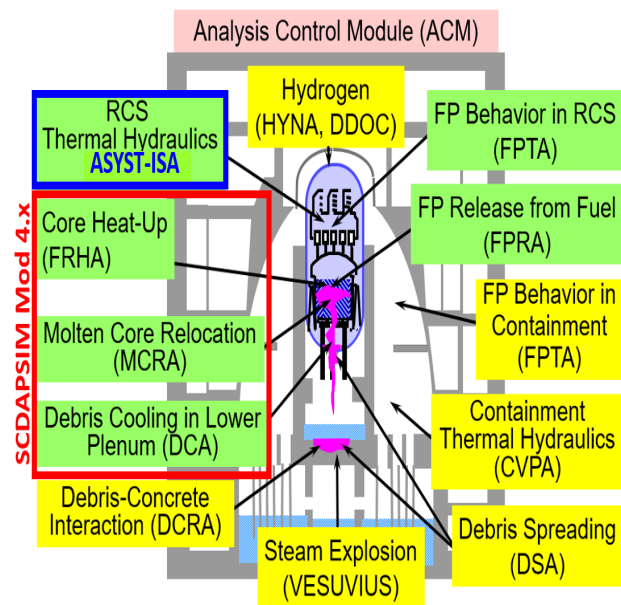 Analysis Control Module (ACM)
RCS
Thermal Hydraulics
ASYST-ISA
Hydrogen
(HYNA, DDOC)
FP Behavior in RCS
(FPTA)
SCDAPSIM Mod 4.x
Core Heat-Up
(FRHA)
FP Release from Fuel
(FPRA)
FP Behavior in
Containment
(FPTA)
Molten Core Relocation
(MCRA)
Debris Cooling in Lower
Plenum (DCA)
Containment
Thermal Hydraulics
(CVPA)
Debris-Concrete
Interaction (DCRA)
Steam Explosion
(VESUVIUS)
Debris Spreading
(DSA)